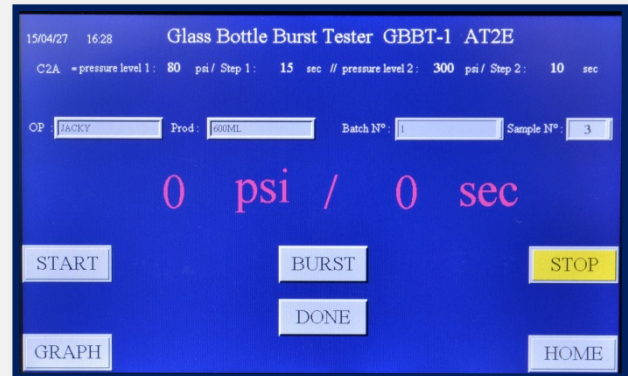 15/04/27 16:28 Glass Bottle Burst Tester GBBT-1 AT2E
C2A = pressure level 1 : 80 psi / Step 1 : 15 sec // pressure level 2 : 300 psi / Step 2 : 10 sec
OP : JACKY Prod : 600ML Batch N° : 1 Sample N° : 3
0 psi / 0 sec
START BURST STOP
DONE
GRAPH HOME